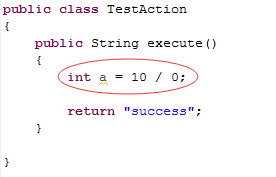 public class TestAction
{
    public String execute()
    {
        int a = 10 / 0;
        return "success";
    }
}